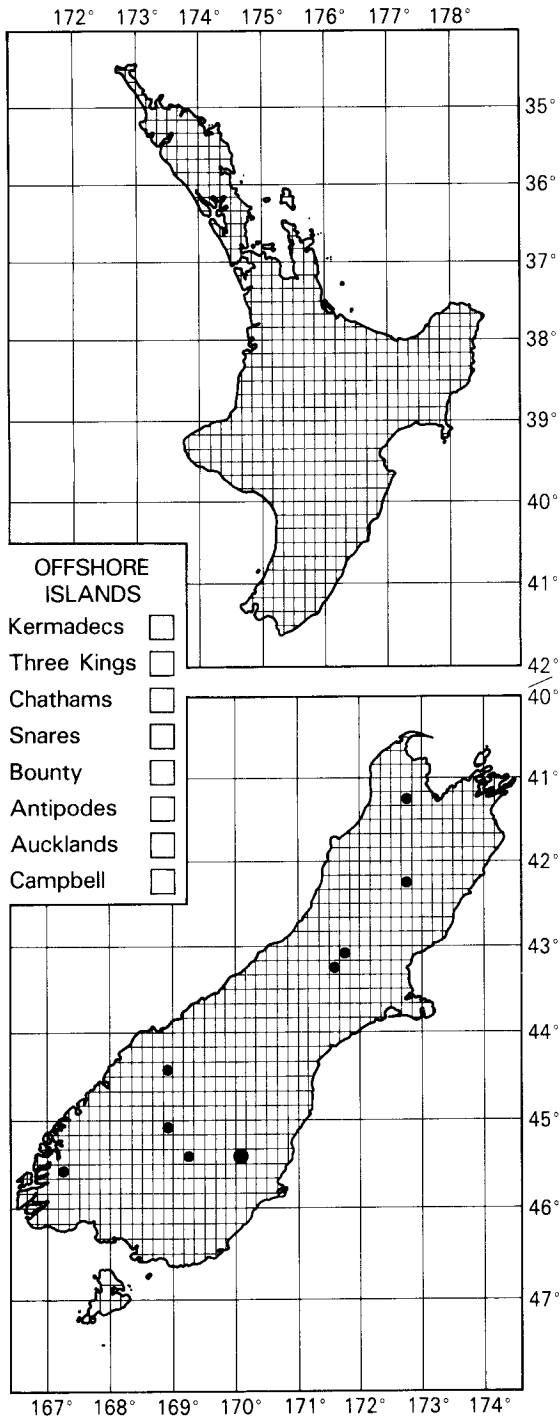 172° 173° 174° 175° 176° 177° 178°
35°
36°
37°
38°
39°
40°
41°
42°
OFFSHORE
ISLANDS
Kermadecs
Three Kings
Chathams
Snares
Bounty
Antipodes
Aucklands
Campbell
40°
41°
42°
43°
44°
45°
46°
47°
167° 168° 169° 170° 171° 172° 173° 174°